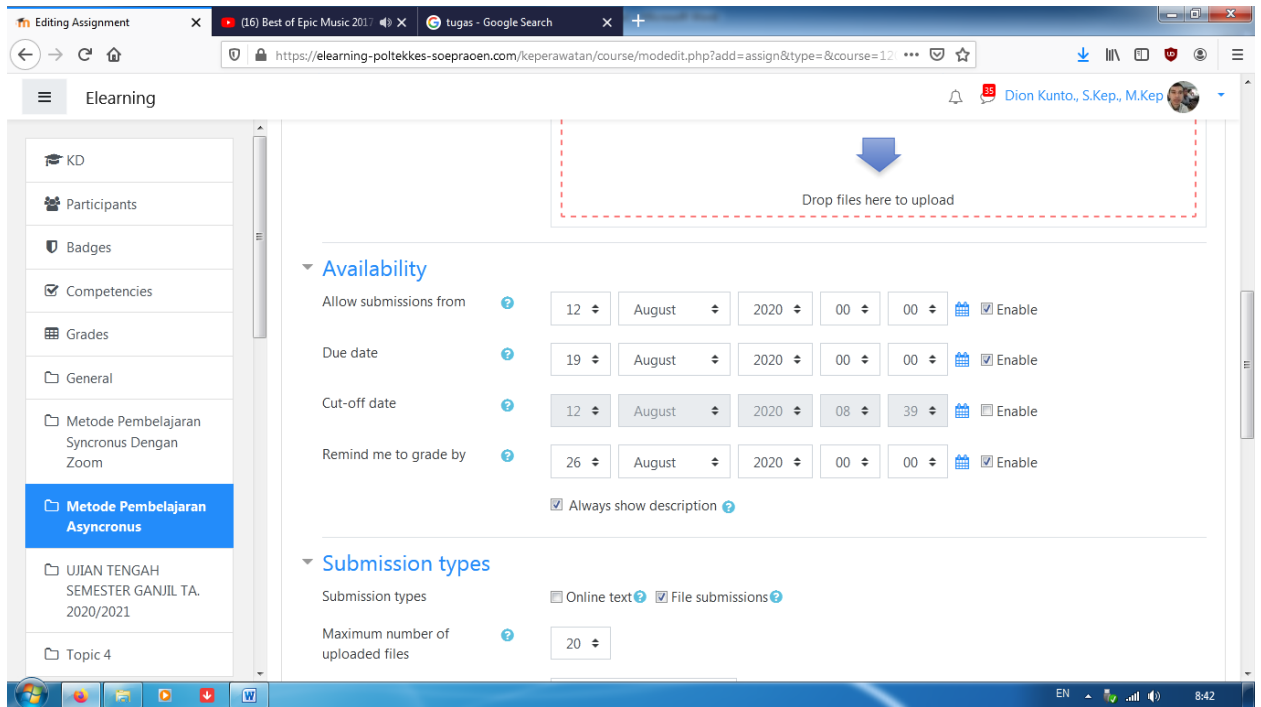 Editing Assignment
(16) Best of Epic Music 2017
tugas - Google Search
https://elearning-poltekkes-soepraoen.com/keperawatan/course/modedit.php?add=assign&type=&course=12
Elearning
35
Dion Kunto., S.Kep., M.Kep
KD
Participants
Badges
Competencies
Grades
General
Metode Pembelajaran
Syncronus Dengan
Zoom
Metode Pembelajaran
Asyncronus
UJIAN TENGAH
SEMESTER GANJIL TA.
2020/2021
Topic 4
Drop files here to upload
Availability
Allow submissions from 12 August 2020 00 00 Enable
Due date 19 August 2020 00 00 Enable
Cut-off date 12 August 2020 08 39 Enable
Remind me to grade by 26 August 2020 00 00 Enable
Always show description
Submission types
Submission types Online text File submissions
Maximum number of
uploaded files
20
EN
8:42